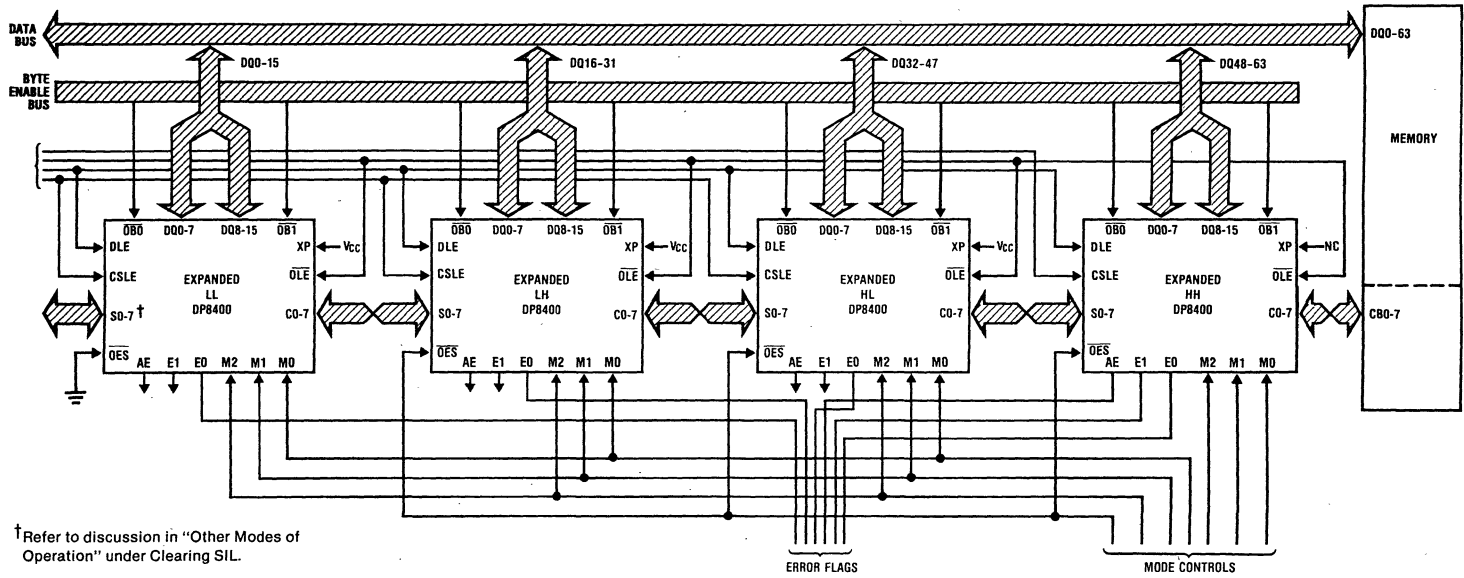 DATA
BUS
DQ0-63
DQ0-15
DQ16-31
DQ32-47
DQ48-63
BYTE
ENABLE
BUS
MEMORY
OB0 DQ0-7 DQ8-15 OB1
DLE
XP
VCC
CSLE
OLE
EXPANDED
LL
DP8400
S0-7†
C0-7
OES
AE E1 E0 M2 M1 M0
OB0 DQ0-7 DQ8-15 OB1
DLE
XP
VCC
CSLE
OLE
EXPANDED
LH
DP8400
S0-7
C0-7
OES
AE E1 E0 M2 M1 M0
OB0 DQ0-7 DQ8-15 OB1
DLE
XP
VCC
CSLE
OLE
EXPANDED
HL
DP8400
S0-7
C0-7
OES
AE E1 E0 M2 M1 M0
OB0 DQ0-7 DQ8-15 OB1
DLE
XP
NC
CSLE
OLE
EXPANDED
HH
DP8400
S0-7
C0-7
OES
AE E1 E0 M2 M1 M0
CB0-7
†Refer to discussion in "Other Modes of
Operation" under Clearing SIL.
ERROR FLAGS
MODE CONTROLS